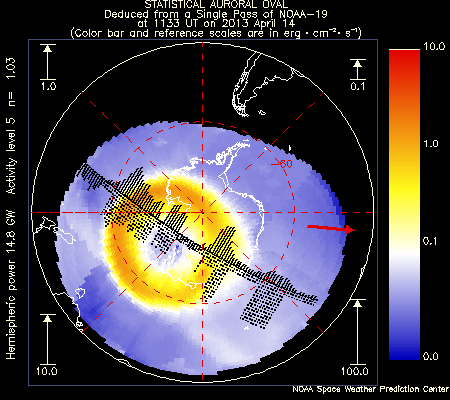 STATISTICAL AURORAL OVAL
Deduced from a Single Pass of NOAA-19
at 1133 UT on 2013 April 14
(Color bar and reference scales are in erg·cm⁻²·s⁻¹)
1.0
0.1
10.0
1.0
0.1
0.0
-60
10.0
100.0
Hemispheric power 14.8 GW Activity level 5 n= 1.03
NOAA Space Weather Prediction Center